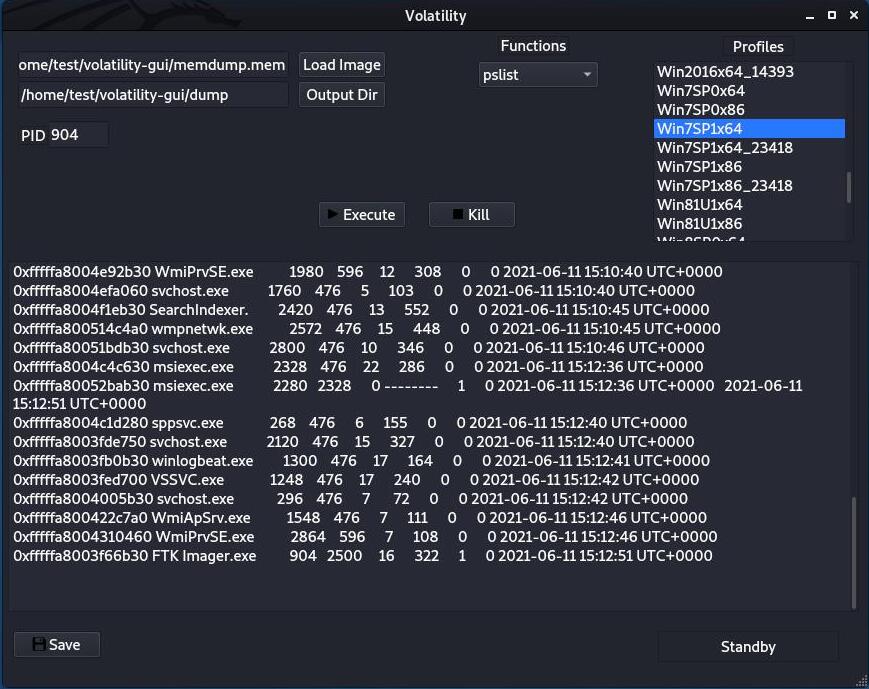 Volatility
Functions
Profiles
ome/test/volatility-gui/memdump.mem
Load Image
pslist
/home/test/volatility-gui/dump
Output Dir
PID 904
Win2016x64_14393
Win7SP0x64
Win7SP0x86
Win7SP1x64
Win7SP1x64_23418
Win7SP1x86
Win7SP1x86_23418
Win81U1x64
Win81U1x86
Win8SP0x64
Execute
Kill
0xfffffa8004e92b30 WmiPrvSE.exe 1980 596 12 308 0 0 2021-06-11 15:10:40 UTC+0000
0xfffffa8004efa060 svchost.exe 1760 476 5 103 0 0 2021-06-11 15:10:40 UTC+0000
0xfffffa8004f1eb30 SearchIndexer. 2420 476 13 552 0 0 2021-06-11 15:10:45 UTC+0000
0xfffffa800514c4a0 wmpnetwk.exe 2572 476 15 448 0 0 2021-06-11 15:10:45 UTC+0000
0xfffffa80051bdb30 svchost.exe 2800 476 10 346 0 0 2021-06-11 15:10:46 UTC+0000
0xfffffa8004c4c630 msiexec.exe 2328 476 22 286 0 0 2021-06-11 15:12:36 UTC+0000
0xfffffa80052bab30 msiexec.exe 2280 2328 0 -------- 1 0 2021-06-11 15:12:36 UTC+0000 2021-06-11
15:12:51 UTC+0000
0xfffffa8004c1d280 sppsvc.exe 268 476 6 155 0 0 2021-06-11 15:12:40 UTC+0000
0xfffffa8003fde750 svchost.exe 2120 476 15 327 0 0 2021-06-11 15:12:40 UTC+0000
0xfffffa8003fb0b30 winlogbeat.exe 1300 476 17 164 0 0 2021-06-11 15:12:41 UTC+0000
0xfffffa8003fed700 VSSVC.exe 1248 476 17 240 0 0 2021-06-11 15:12:42 UTC+0000
0xfffffa8004005b30 svchost.exe 296 476 7 72 0 0 2021-06-11 15:12:42 UTC+0000
0xfffffa800422c7a0 WmiApSrv.exe 1548 476 7 111 0 0 2021-06-11 15:12:46 UTC+0000
0xfffffa8004310460 WmiPrvSE.exe 2864 596 7 108 0 0 2021-06-11 15:12:46 UTC+0000
0xfffffa8003f66b30 FTK Imager.exe 904 2500 16 322 1 0 2021-06-11 15:12:51 UTC+0000
Save
Standby